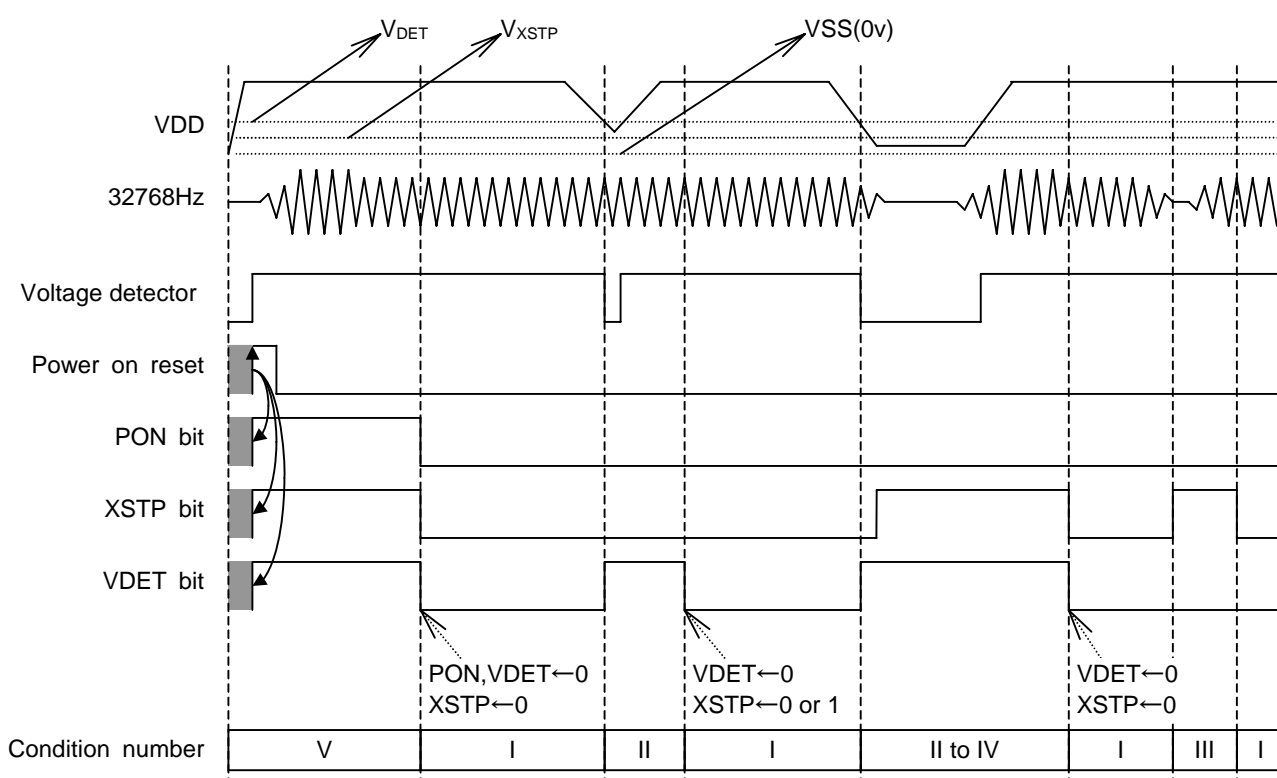 VDET VXSTP VSS(0v)
VDD
32768Hz
Voltage detector
Power on reset
PON bit
XSTP bit
VDET bit
PON,VDET←0 VDET←0 VDET←0
XSTP←0 XSTP←0 or 1 XSTP←0
Condition number V I II I II to IV I III I